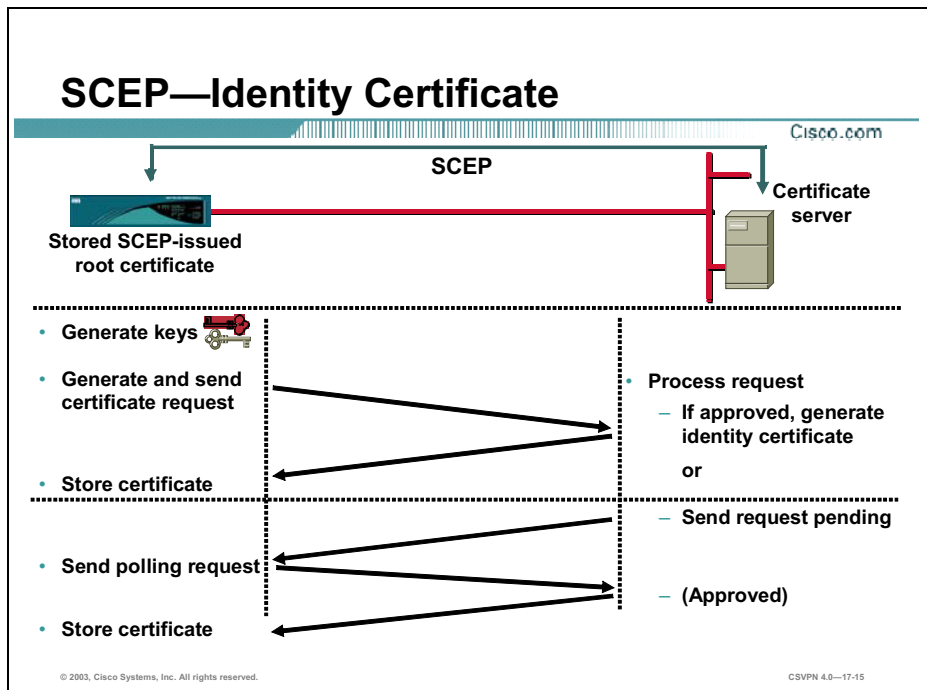 SCEP—Identity Certificate
Cisco.com
SCEP
Certificate
server
Stored SCEP-issued
root certificate
• Generate keys
• Generate and send
certificate request
• Process request
– If approved, generate
identity certificate
or
• Store certificate
– Send request pending
• Send polling request
– (Approved)
• Store certificate
© 2003, Cisco Systems, Inc. All rights reserved.
CSVPN 4.0—17-15